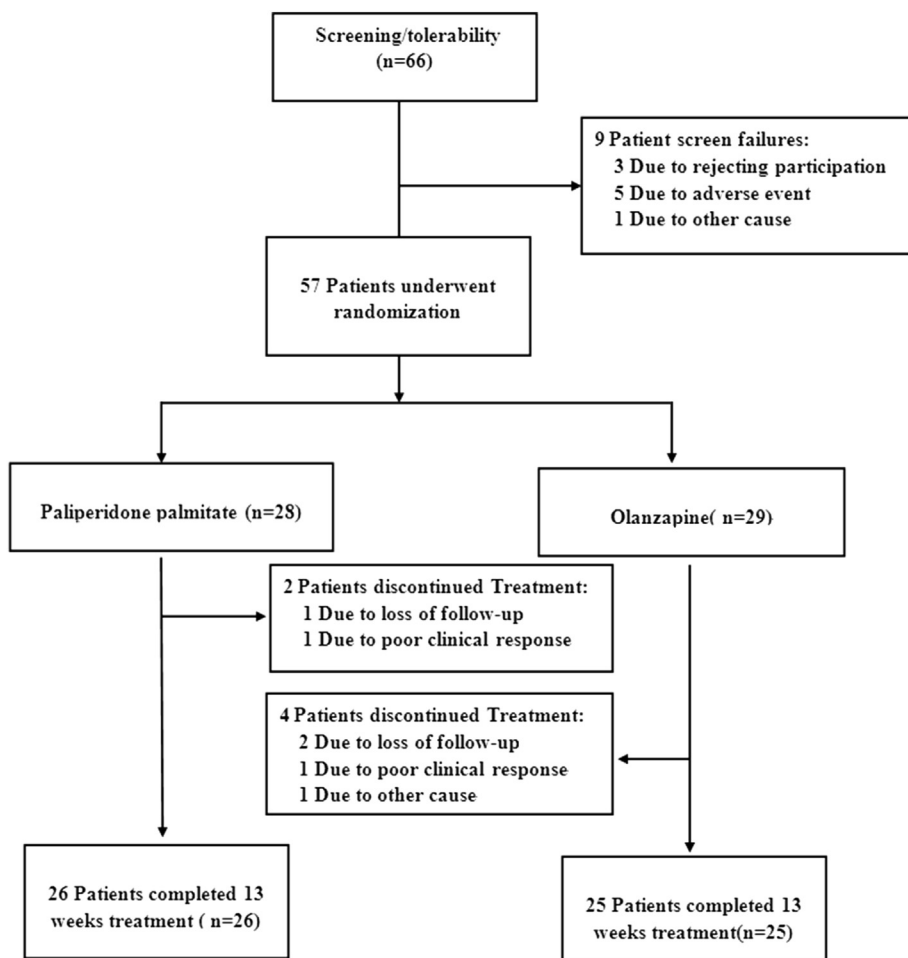 Screening/tolerability
(n=66)
9 Patient screen failures:
3 Due to rejecting participation
5 Due to adverse event
1 Due to other cause
57 Patients underwent
randomization
Paliperidone palmitate (n=28)
Olanzapine( n=29)
2 Patients discontinued Treatment:
1 Due to loss of follow-up
1 Due to poor clinical response
4 Patients discontinued Treatment:
2 Due to loss of follow-up
1 Due to poor clinical response
1 Due to other cause
26 Patients completed 13
weeks treatment ( n=26)
25 Patients completed 13
weeks treatment(n=25)